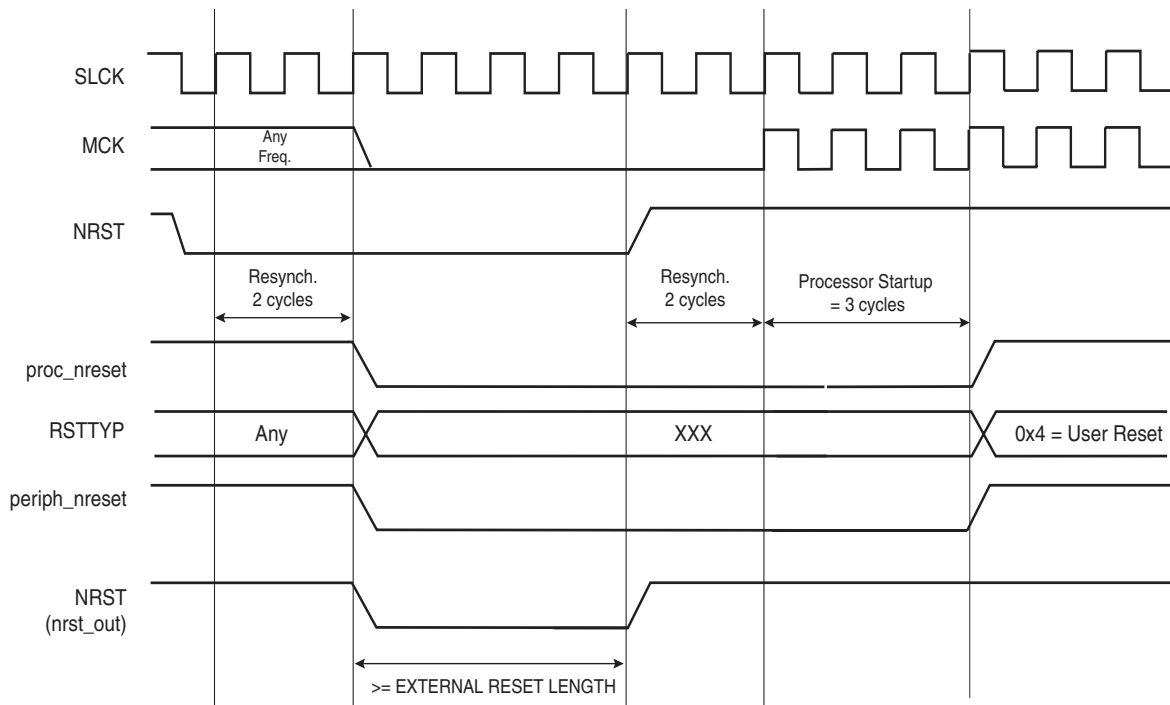 SLCK
MCK
Any
Freq.
NRST
Resynch.
2 cycles
Resynch.
2 cycles
Processor Startup
= 3 cycles
proc_nreset
RSTTYP
Any
XXX
0x4 = User Reset
periph_nreset
NRST
(nrst_out)
>= EXTERNAL RESET LENGTH